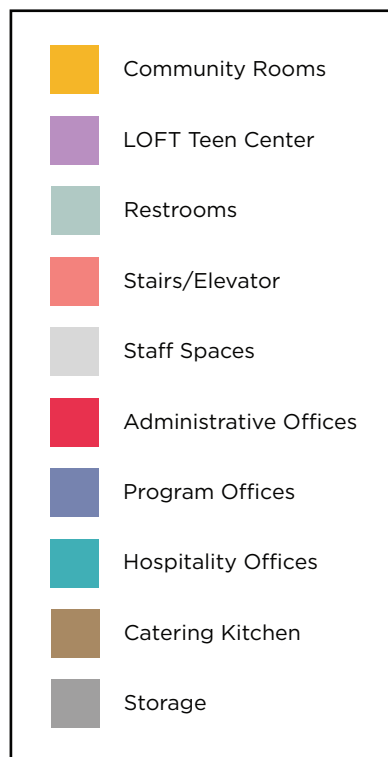 Community Rooms
LOFT Teen Center
Restrooms
Stairs/Elevator
Staff Spaces
Administrative Offices
Program Offices
Hospitality Offices
Catering Kitchen
Storage